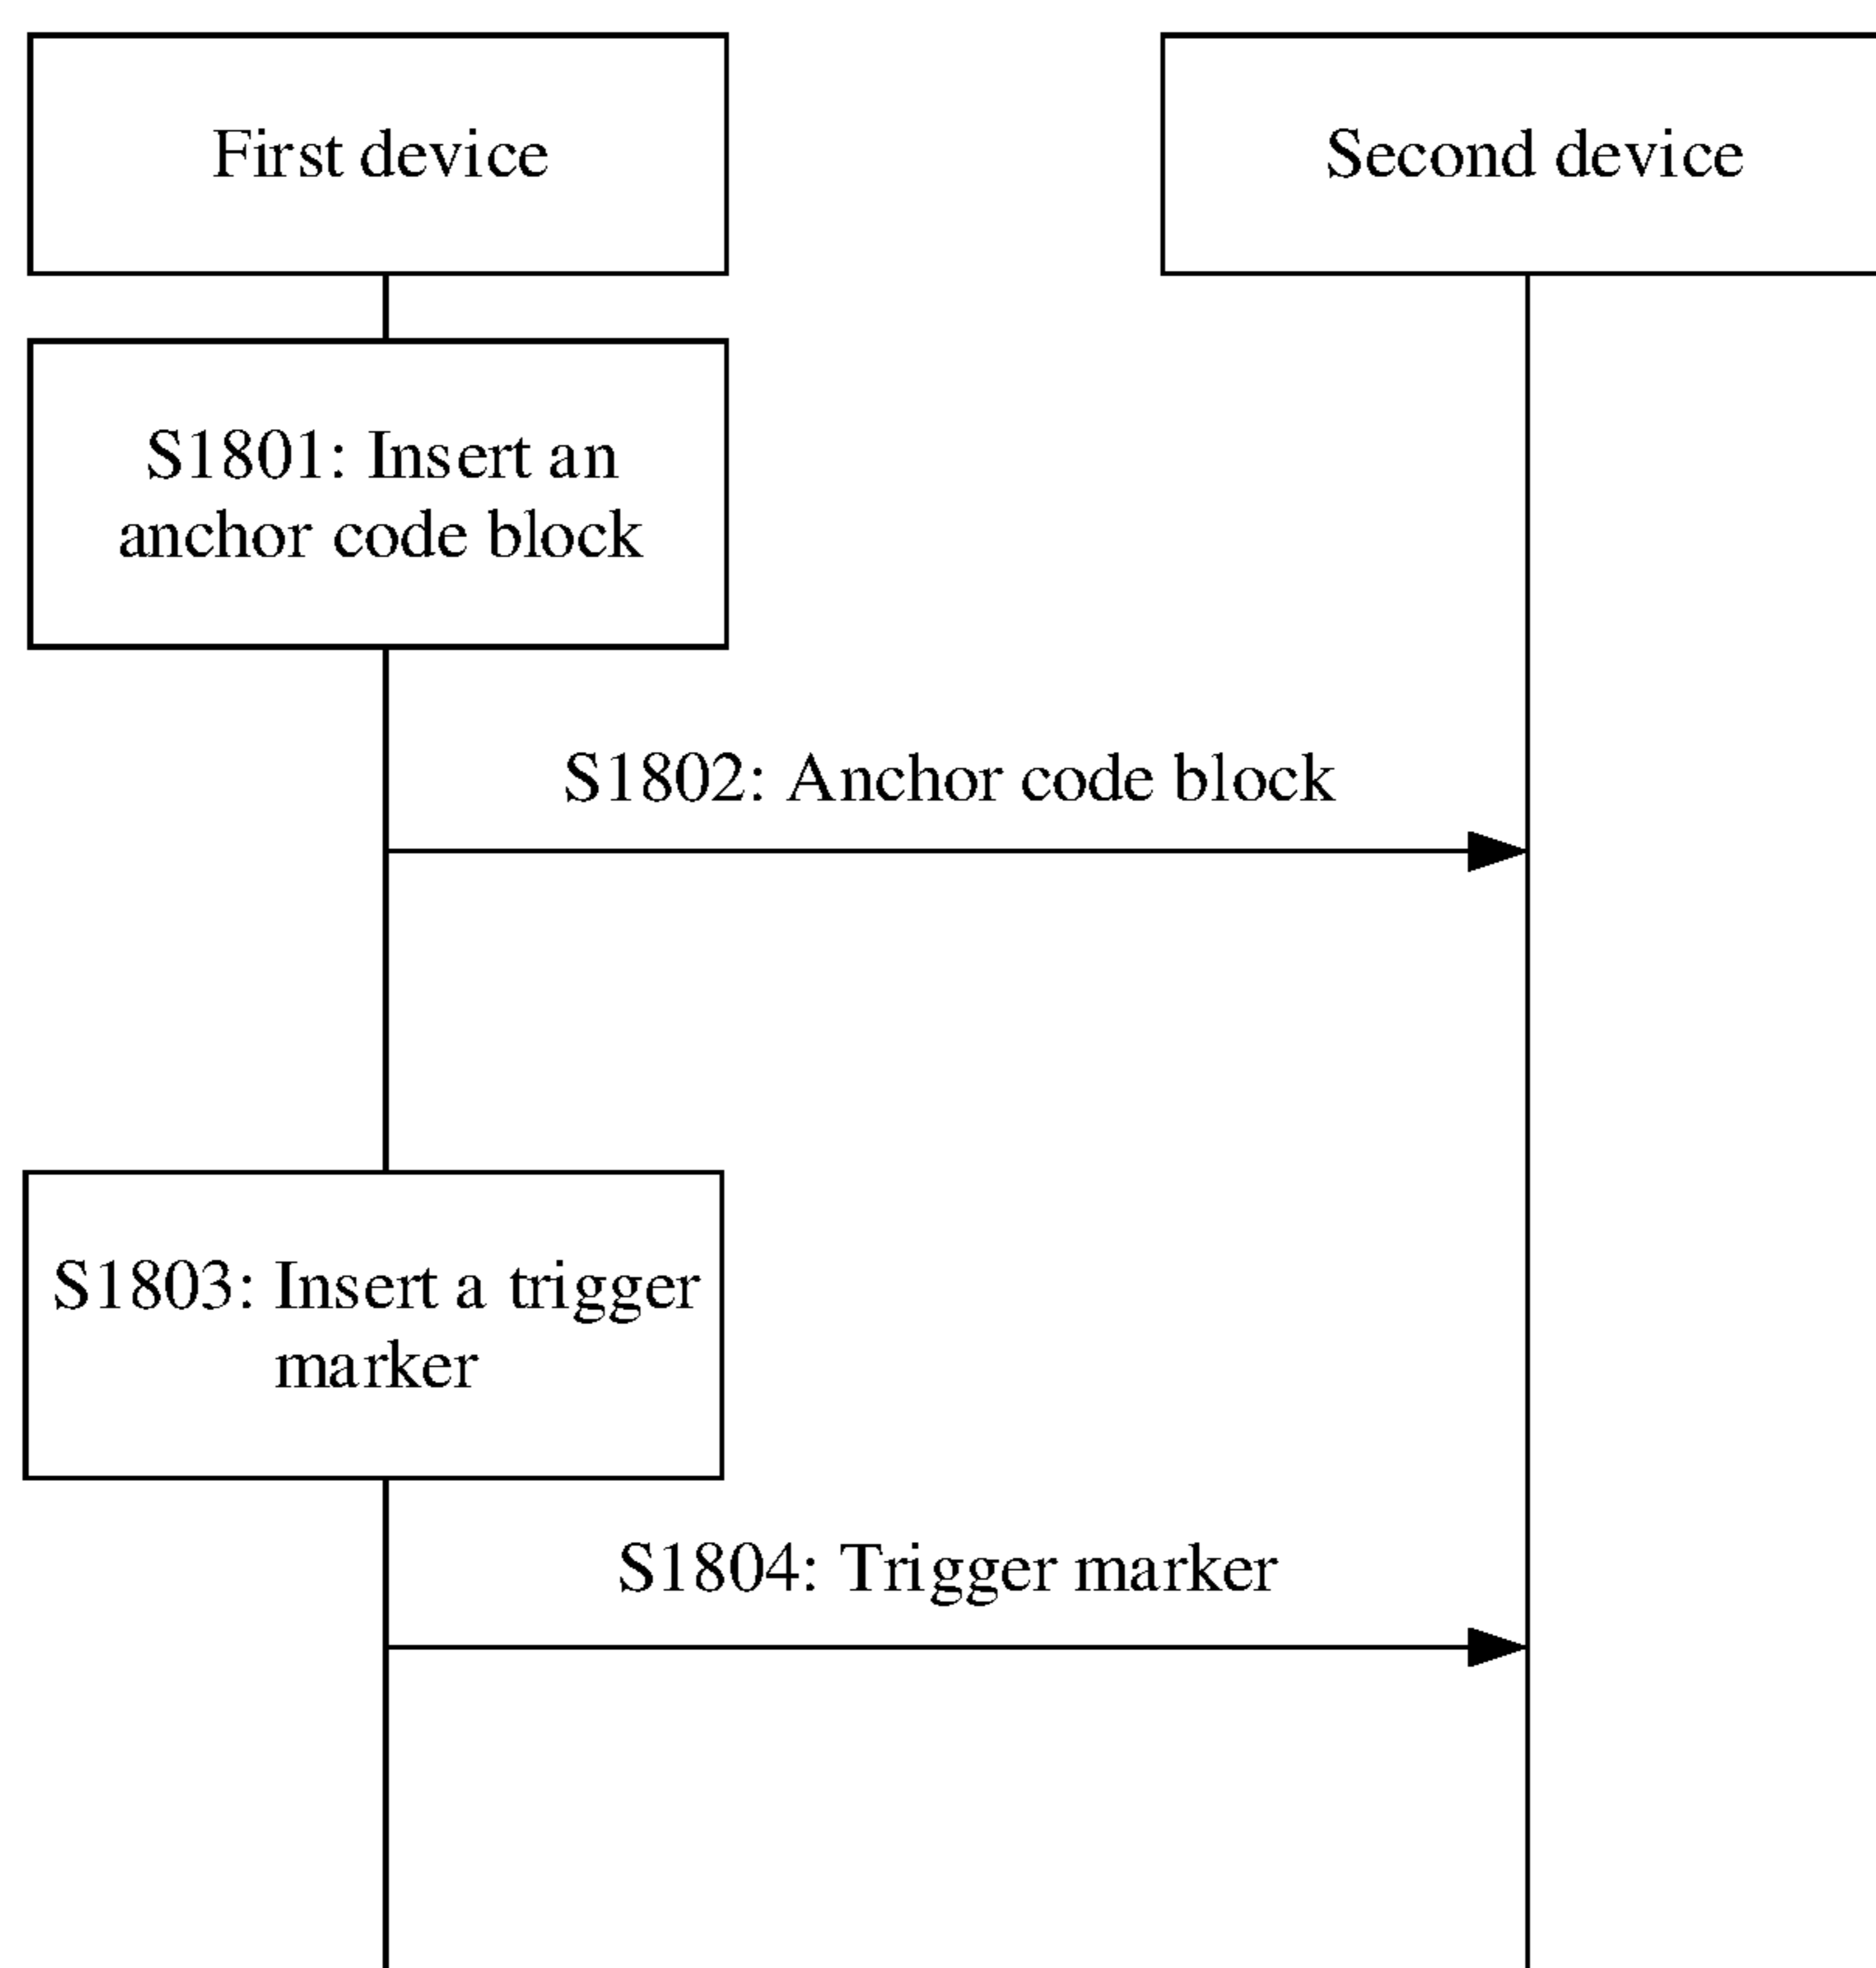 First device
Second device
S1801: Insert an
anchor code block
S1802: Anchor code block
S1803: Insert a trigger
marker
S1804: Trigger marker